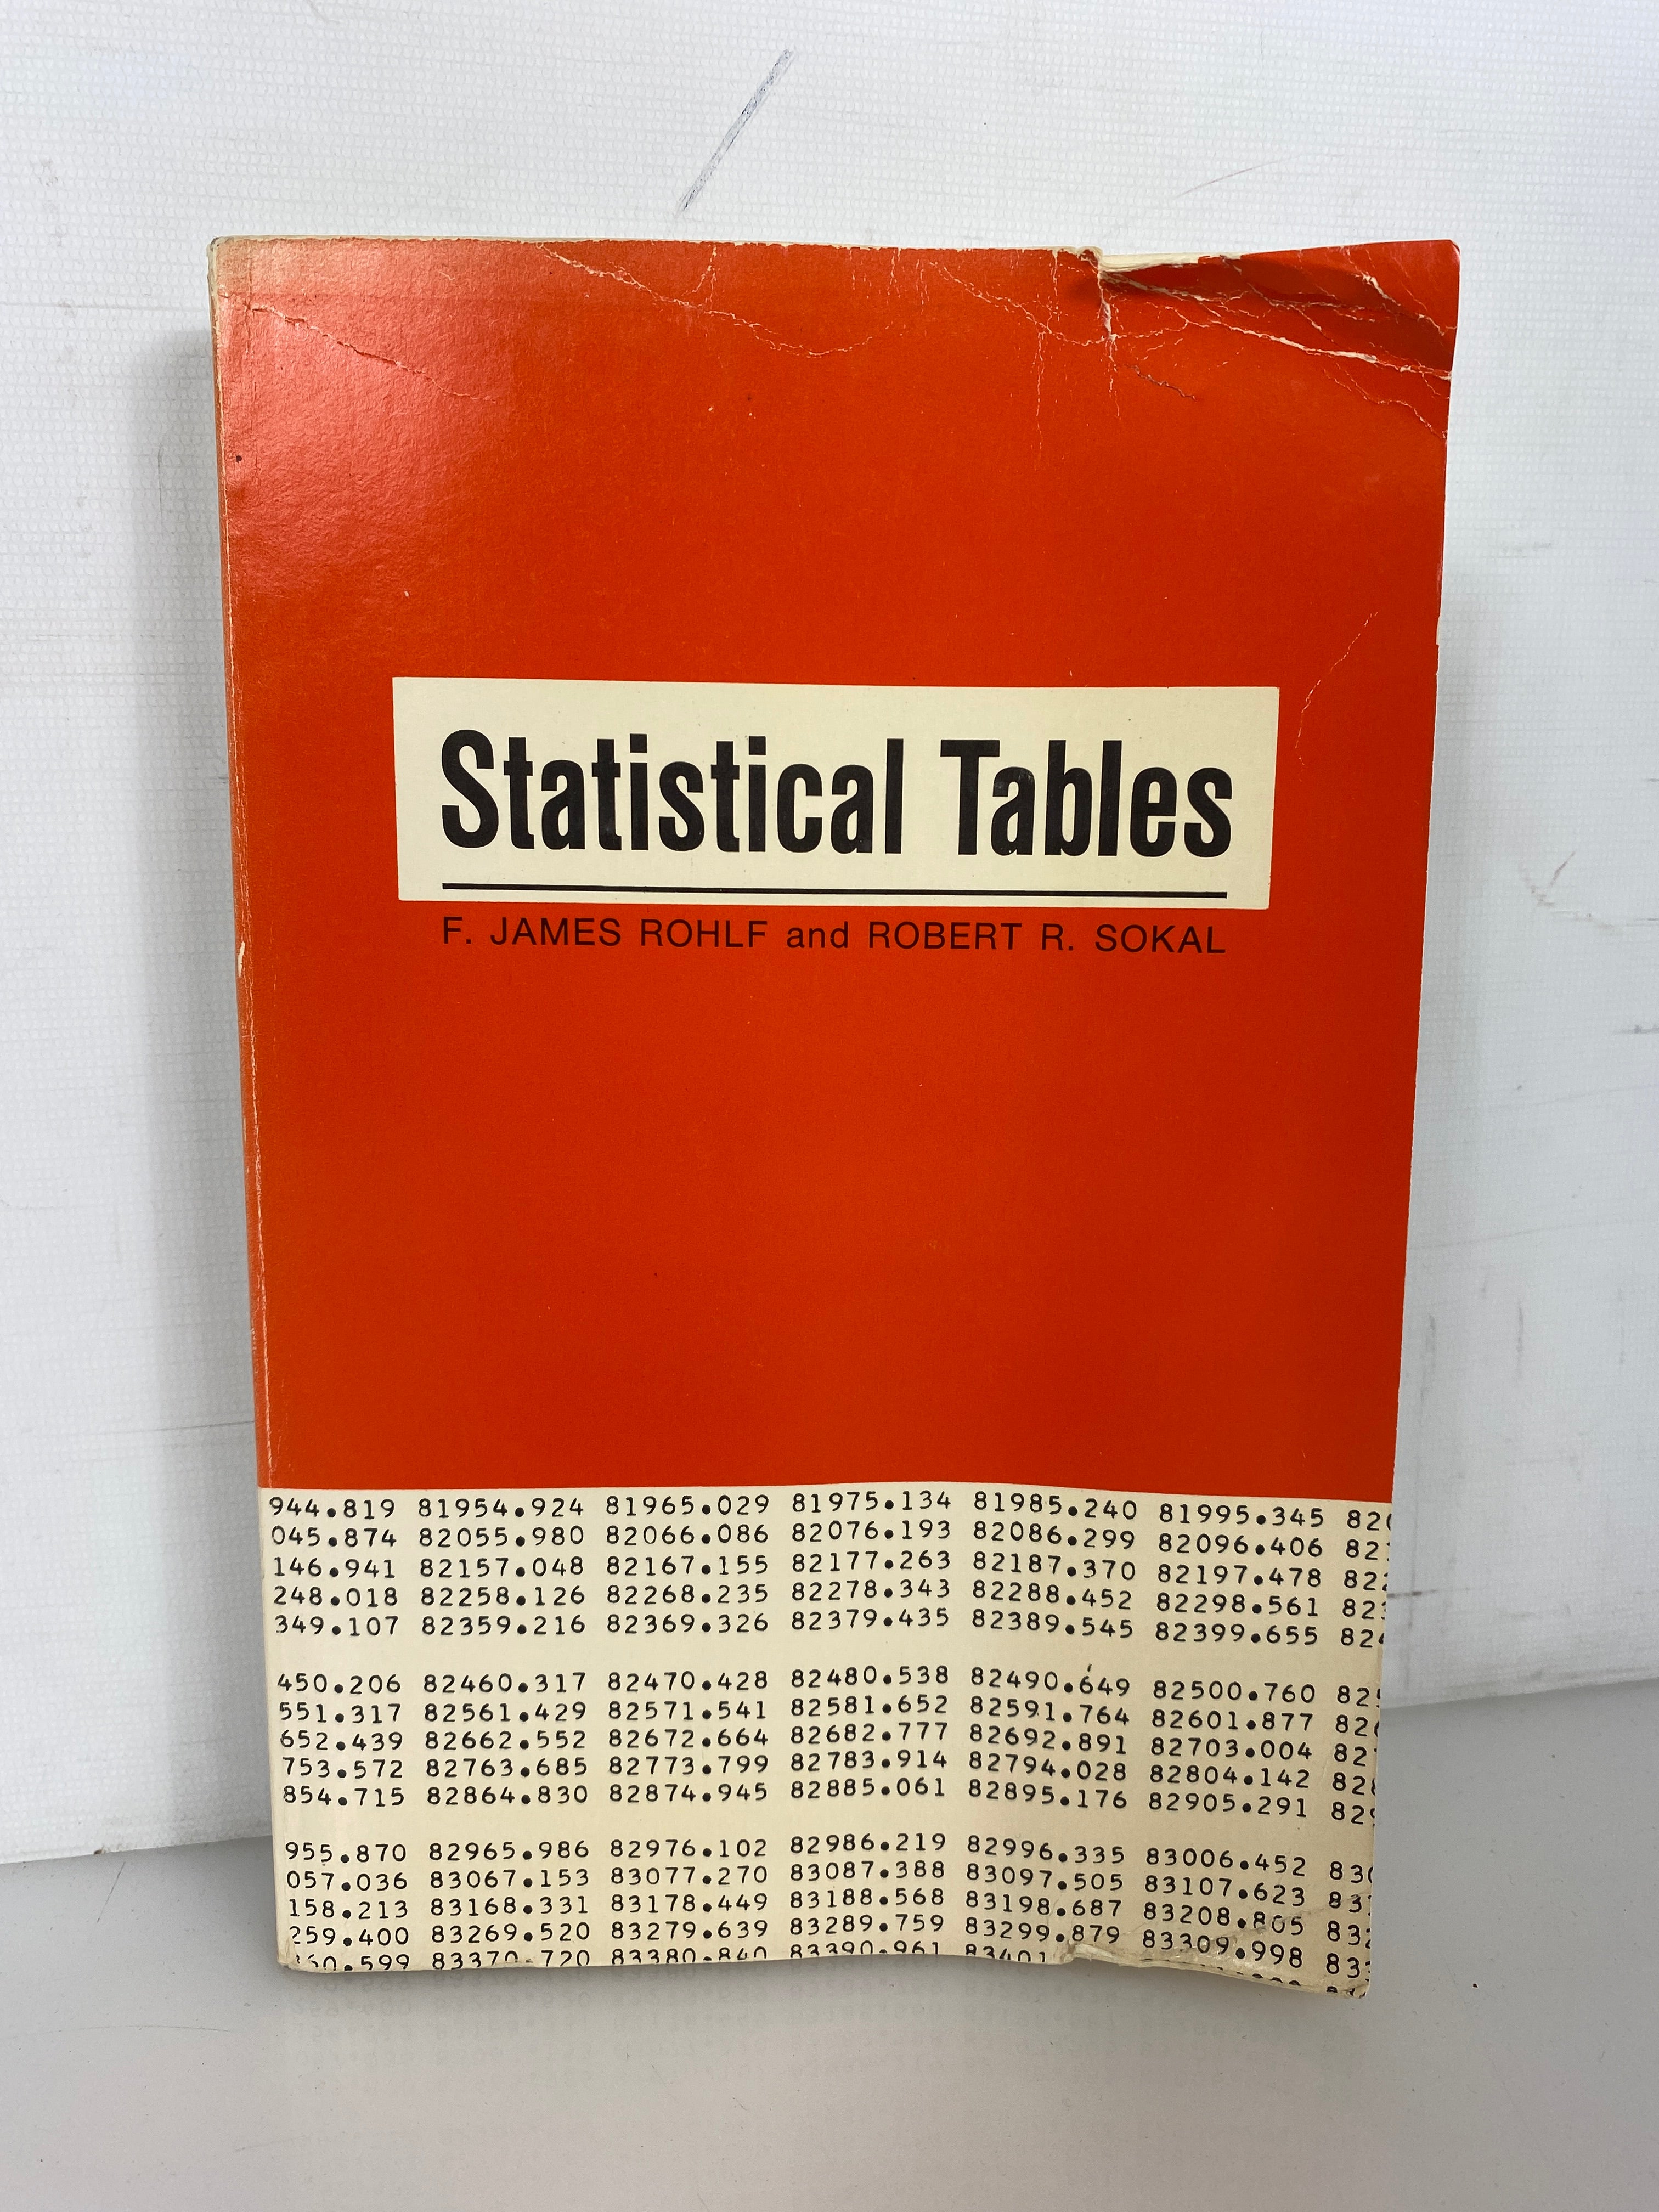 Statistical Tables
F. JAMES ROHLF and ROBERT R. SOKAL
944.819 81954.924 81965.029 81975.134 81985.240 81995.345
045.874 82055.980 82066.086 82076.193 82086.299 82096.406
146.941 82157.048 82167.155 82177.263 82187.370 82197.478
248.018 82258.126 82268.235 82278.343 82288.452 82298.561
349.107 82359.216 82369.326 82379.435 82389.545 82399.655
450.206 82460.317 82470.428 82480.538 82490.649 82500.760
551.317 82561.429 82571.541 82581.652 82591.764 82601.877
652.439 82662.552 82672.664 82682.777 82692.891 82703.004
753.572 82763.685 82773.799 82783.914 82794.028 82804.142
854.715 82864.830 82874.945 82885.061 82895.176 82905.291
955.870 82965.986 82976.102 82986.219 82996.335 83006.452
057.036 83067.153 83077.270 83087.388 83097.505 83107.623
158.213 83168.331 83178.449 83188.568 83198.687 83208.805
259.400 83269.520 83279.639 83289.759 83299.879 83309.998
83370.720 83380.840 83390.961